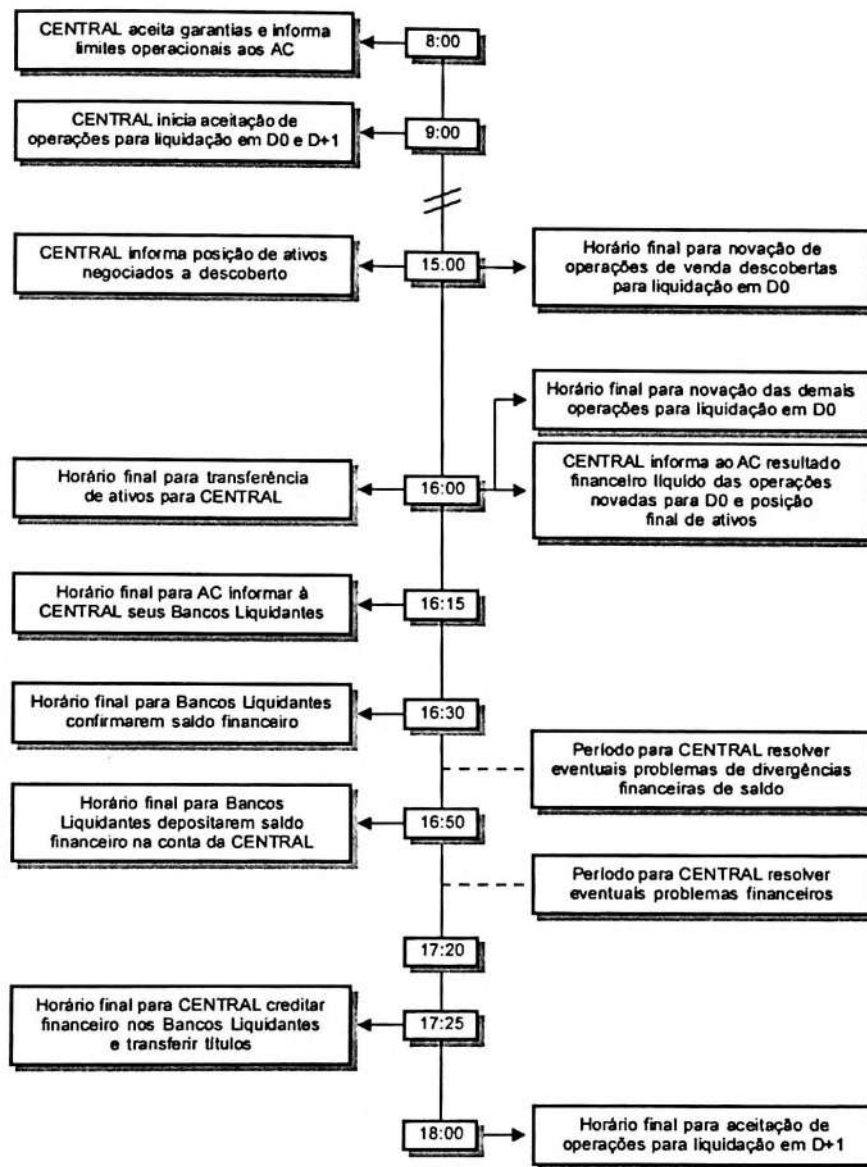 CENTRAL aceita garantias e informa
limites operacionais aos AC
8:00
CENTRAL inicia aceitação de
operações para liquidação em D0 e D+1
9:00
CENTRAL informa posição de ativos
negociados a descoberto
15.00
Horário final para novação de
operações de venda descobertas
para liquidação em D0
Horário final para novação das demais
operações para liquidação em D0
Horário final para transferência
de ativos para CENTRAL
16:00
CENTRAL informa ao AC resultado
financeiro líquido das operações
novadas para D0 e posição
final de ativos
Horário final para AC informar à
CENTRAL seus Bancos Liquidantes
16:15
Horário final para Bancos Liquidantes
confirmarem saldo financeiro
16:30
Período para CENTRAL resolver
eventuais problemas de divergências
financeiras de saldo
Horário final para Bancos
Liquidantes depositarem saldo
financeiro na conta da CENTRAL
16:50
Período para CENTRAL resolver
eventuais problemas financeiros
17:20
Horário final para CENTRAL creditar
financeiro nos Bancos Liquidantes
e transferir títulos
17:25
18:00
Horário final para aceitação de
operações para liquidação em D+1